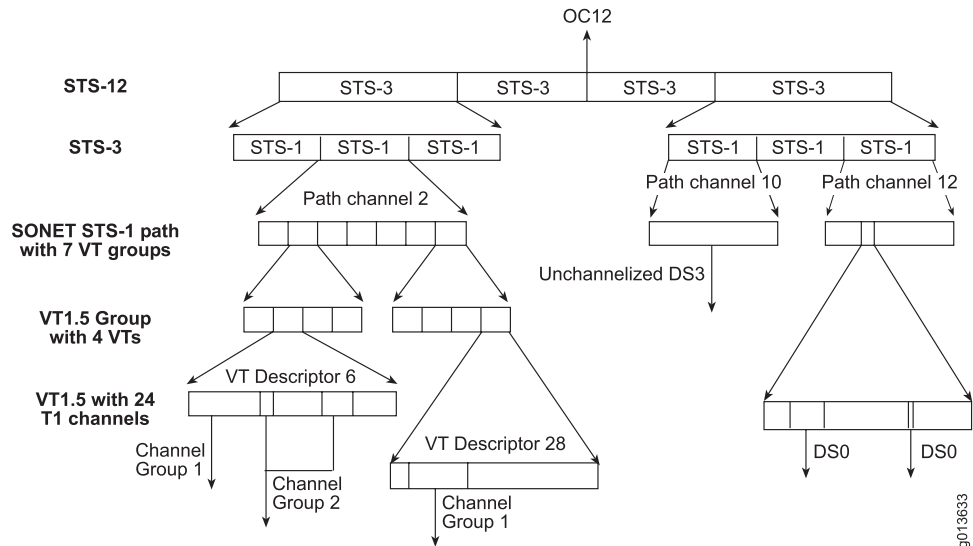 OC12
STS-12
STS-3
STS-3
STS-3
STS-3
STS-3
STS-1
STS-1
STS-1
STS-1
STS-1
STS-1
Path channel 2
Path channel 10
Path channel 12
SONET STS-1 path
with 7 VT groups
Unchannelized DS3
VT1.5 Group
with 4 VTs
VT Descriptor 6
VT1.5 with 24
T1 channels
VT Descriptor 28
Channel
Group 1
Channel
Group 2
Channel
Group 1
DS0
DS0
g013633